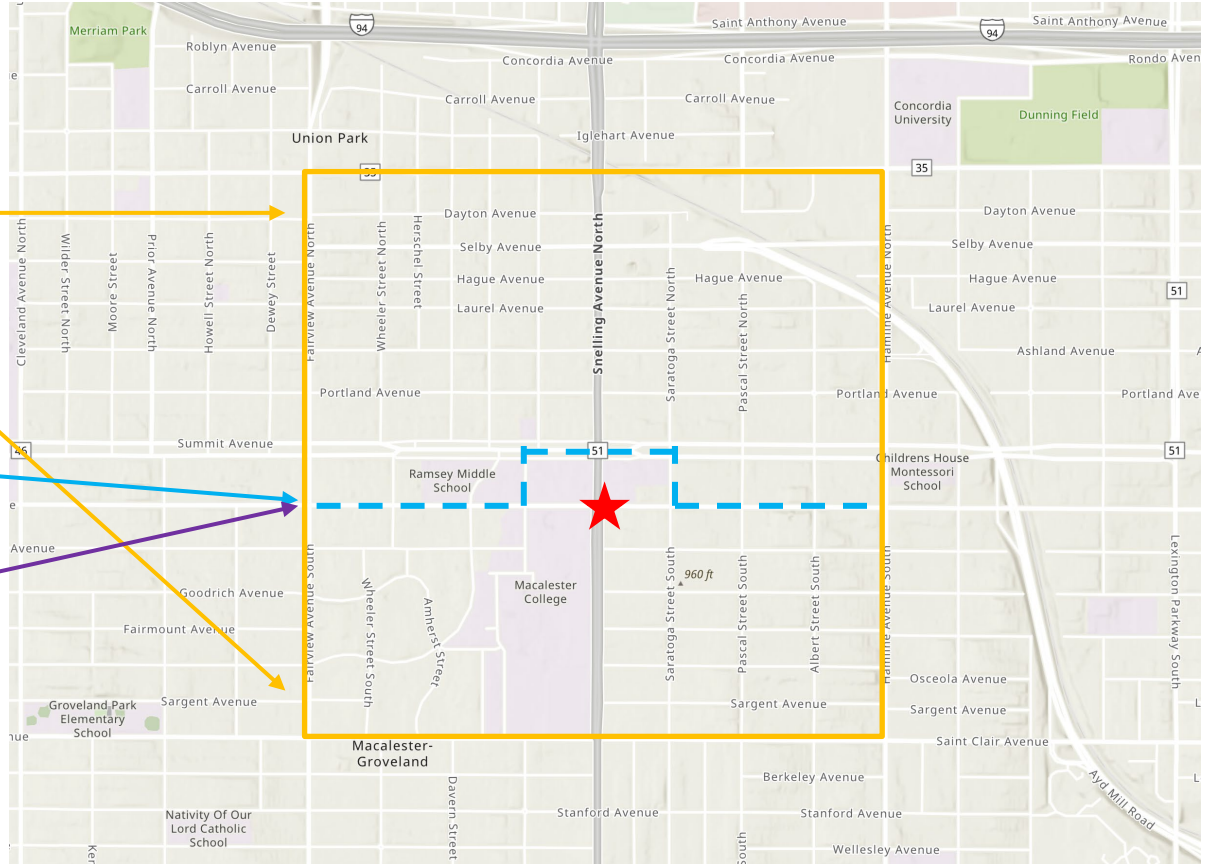 Merriam Park
94
Saint Anthony Avenue
Saint Anthony Avenue
94
Roblyn Avenue
Concordia Avenue
Concordia Avenue
Rondo Aven
e
Carroll Avenue
Carroll Avenue
Carroll Avenue
Concordia
University
Dunning Field
Union Park
Iglehart Avenue
35
35
Dayton Avenue
Dayton Avenue
Selby Avenue
Selby Avenue
Hague Avenue
Hague Avenue
Hague Avenue
Laurel Avenue
Laurel Avenue
Cleveland Avenue North
Wilder Street North
Moore Street
Prior Avenue North
Howell Street North
Dewey Street
Fairview Avenue North
Wheeler Street North
Herschel Street
Snelling Avenue North
Saratoga Street North
Pascal Street North
Hamline Avenue North
51
Ashland Avenue
A
Portland Avenue
Portland Avenue
Portland Ave
46
Summit Avenue
51
51
Ramsey Middle
School
Childrens House
Montessori
School
e
Avenue
Goodrich Avenue
Fairmount Avenue
Sargent Avenue
Fairview Avenue South
Wheeler Street South
Amherst Street
Macalester
College
960 ft
Saratoga Street South
Pascal Street South
Albert Street South
Hamline Avenue South
Lexington Parkway South
Osceola Avenue
Sargent Avenue
Sargent Avenue
L
Groveland Park
Elementary
School
nue
Macalester-
Groveland
Saint Clair Avenue
Berkeley Avenue
L
Ayd Mill Road
Davern Street
Stanford Avenue
Stanford Avenue
Nativity Of Our
Lord Catholic
School
Ken
South
Wellesley Avenue